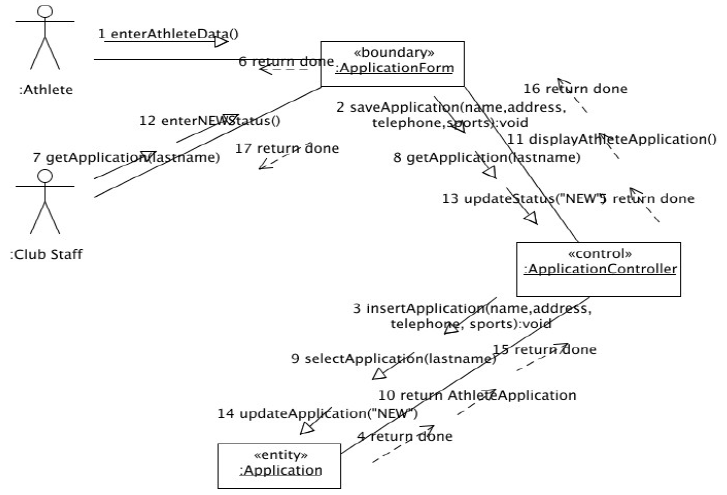 1 enterAthleteData()
«boundary»
:ApplicationForm
6 return done
:Athlete
16 return done
2 saveApplication(name,address,
telephone,sports):void
12 enterNEWStatus()
11 displayAthleteApplication()
17 return done
7 getApplication(lastname)
8 getApplication(lastname)
13 updateStatus("NEW")
5 return done
:Club Staff
«control»
:ApplicationController
3 insertApplication(name,address,
telephone, sports):void
15 return done
9 selectApplication(lastname)
10 return AthleteApplication
14 updateApplication("NEW")
4 return done
«entity»
:Application